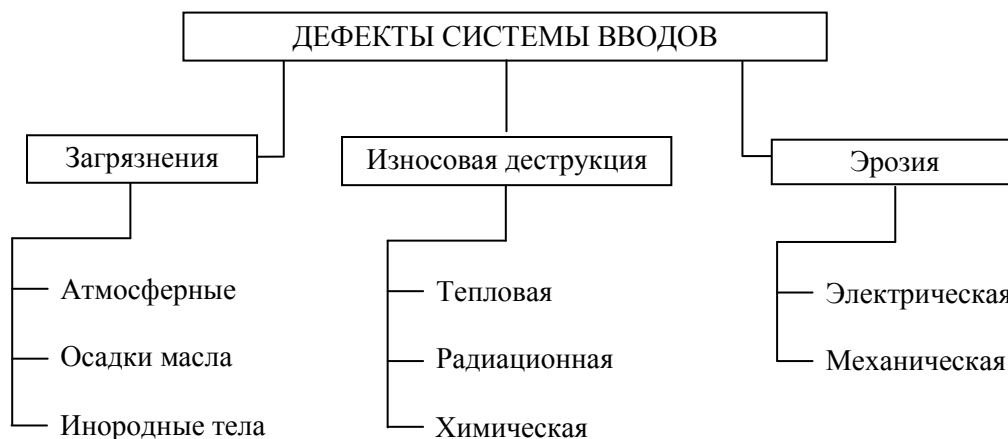 ДЕФЕКТЫ СИСТЕМЫ ВВОДОВ
Загрязнения
Атмосферные
Осадки масла
Инородные тела
Износовая деструкция
Тепловая
Радиационная
Химическая
Эрозия
Электрическая
Механическая